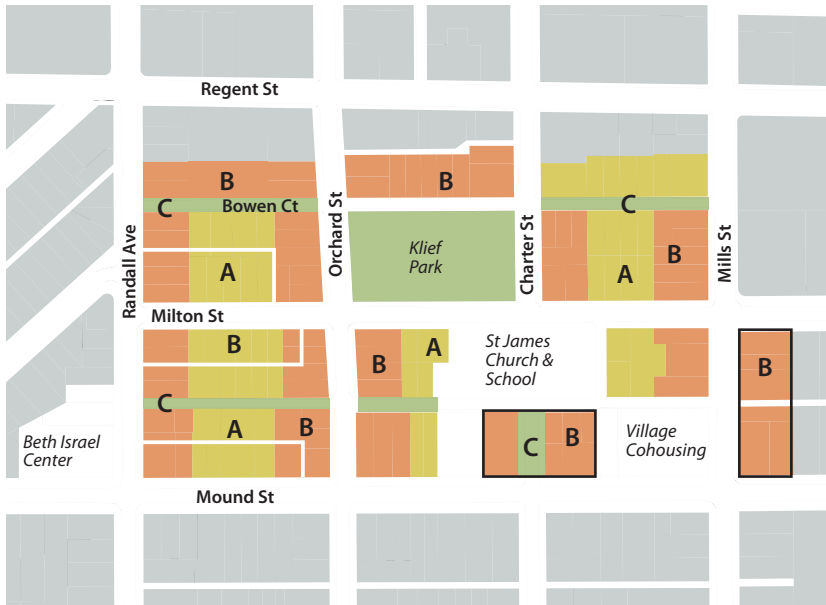 Regent St
B
B
C
Bowen Ct
C
Randall Ave
Orchard St
Klief
Park
Charter St
B
Mills St
A
A
Milton St
B
A
B
St James
Church &
School
B
C
A
B
Beth Israel
Center
C
B
Village
Cohousing
Mound St